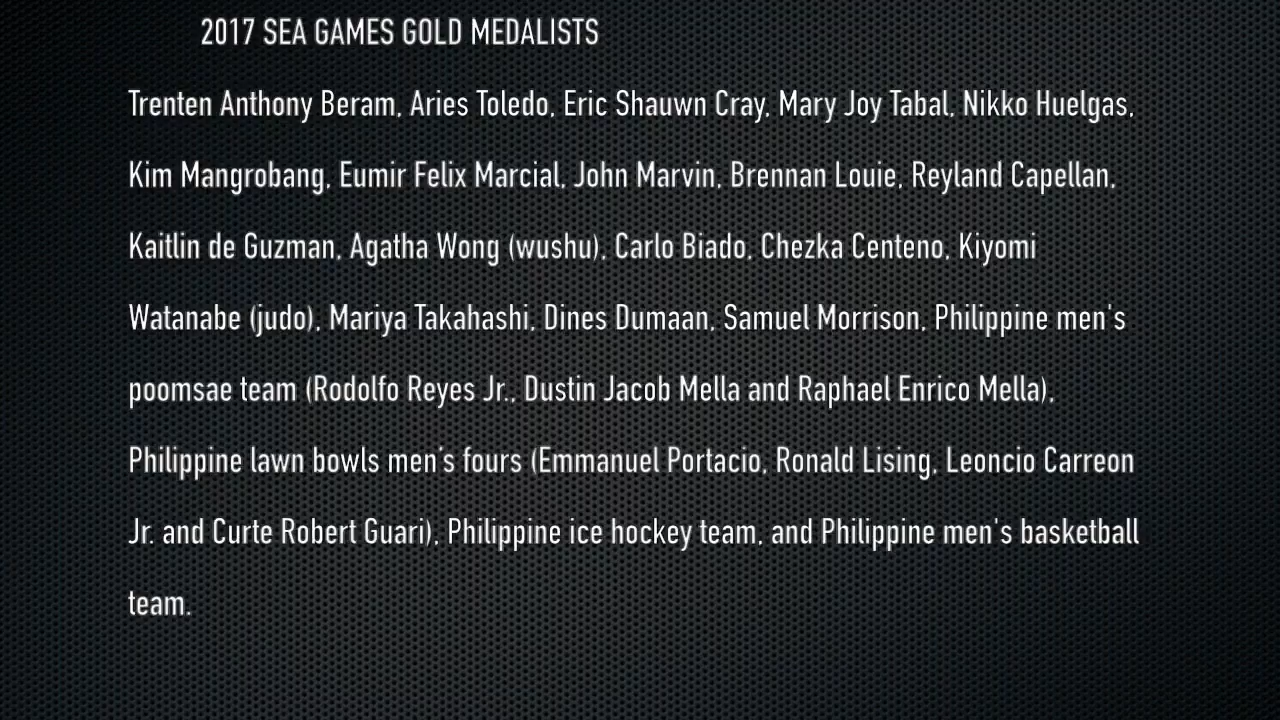 2017 SEA GAMES GOLD MEDALISTS
Trenten Anthony Beram, Aries Toledo, Eric Shauwn Cray, Mary Joy Tabal, Nikko Huelgas,
Kim Mangrobang, Eumir Felix Marcial, John Marvin, Brennan Louie, Reyland Capellan,
Kaitlin de Guzman, Agatha Wong (wushu), Carlo Biado, Chezka Centeno, Kiyomi
Watanabe (judo), Mariya Takahashi, Dines Dumaan, Samuel Morrison, Philippine men's
poomsae team (Rodolfo Reyes Jr., Dustin Jacob Mella and Raphael Enrico Mella),
Philippine lawn bowls men's fours (Emmanuel Portacio, Ronald Lising, Leoncio Carreon
Jr. and Curte Robert Guari), Philippine ice hockey team, and Philippine men's basketball
team.